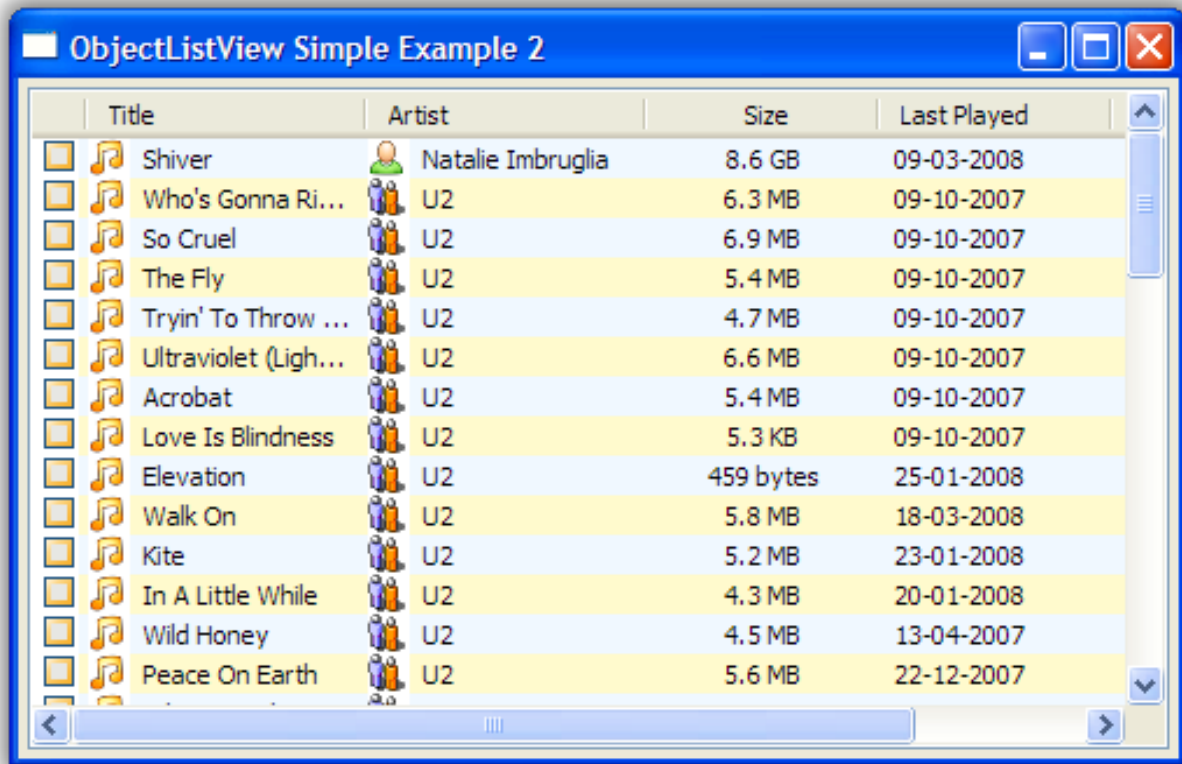 ObjectListView Simple Example 2
Title Artist Size Last Played
Shiver Natalie Imbruglia 8.6 GB 09-03-2008
Who's Gonna Ri... U2 6.3 MB 09-10-2007
So Cruel U2 6.9 MB 09-10-2007
The Fly U2 5.4 MB 09-10-2007
Tryin' To Throw ... U2 4.7 MB 09-10-2007
Ultraviolet (Ligh... U2 6.6 MB 09-10-2007
Acrobat U2 5.4 MB 09-10-2007
Love Is Blindness U2 5.3 KB 09-10-2007
Elevation U2 459 bytes 25-01-2008
Walk On U2 5.8 MB 18-03-2008
Kite U2 5.2 MB 23-01-2008
In A Little While U2 4.3 MB 20-01-2008
Wild Honey U2 4.5 MB 13-04-2007
Peace On Earth U2 5.6 MB 22-12-2007